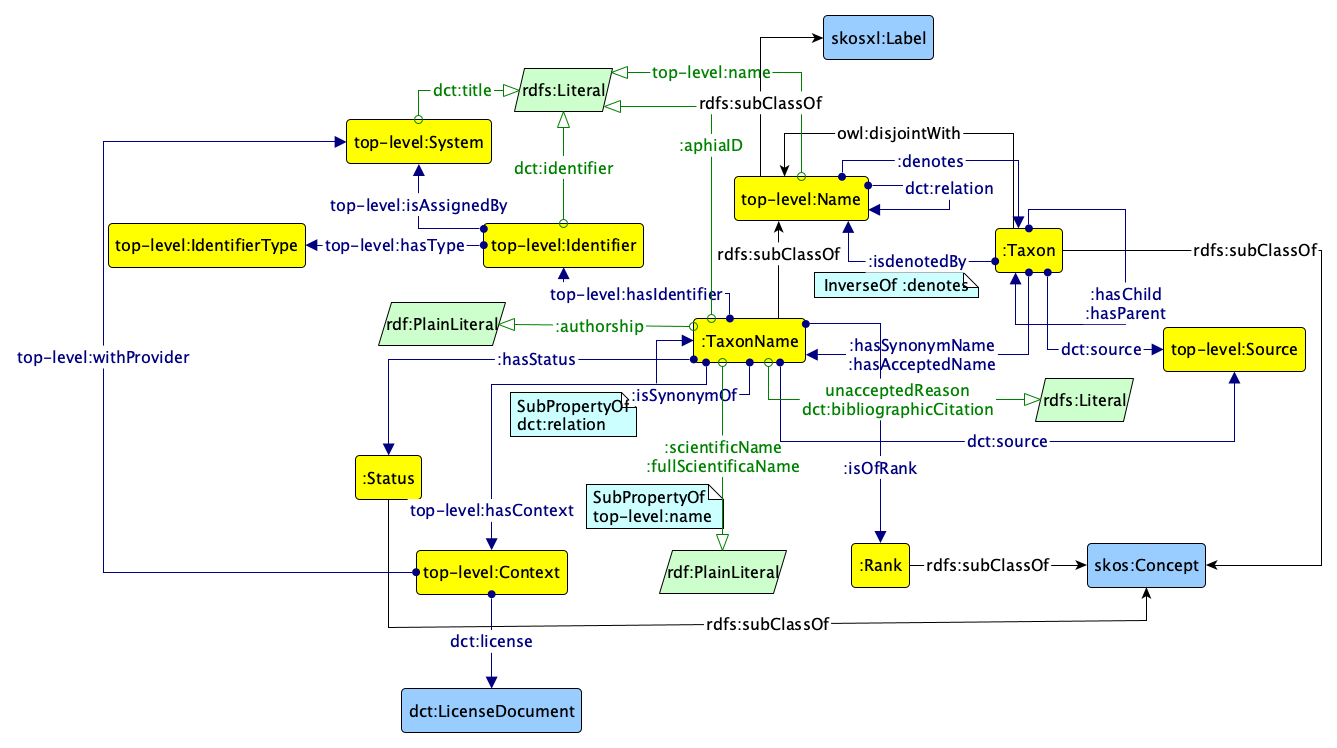 skosxl:Label
top-level:name
dct:title
rdfs:Literal
rdfs:subClassOf
top-level:System
owl:disjointWith
:aphiaID
:denotes
dct:identifier
dct:relation
top-level:Name
top-level:isAssignedBy
top-level:IdentifierType
top-level:hasType
top-level:Identifier
rdfs:subClassOf
:Taxon
rdfs:subClassOf
:isdenotedBy
InverseOf :denotes
top-level:hasIdentifier
:hasChild
:hasParent
rdf:PlainLiteral
:authorship
:TaxonName
:hasSynonymName
:hasAcceptedName
dct:source
top-level:Source
top-level:withProvider
:hasStatus
:isSynonymOf
unacceptedReason
dct:bibliographicCitation
rdfs:Literal
SubPropertyOf
dct:relation
dct:source
:scientificName
:fullScientificaName
:isOfRank
:Status
SubPropertyOf
top-level:name
top-level:hasContext
top-level:Context
rdf:PlainLiteral
:Rank
rdfs:subClassOf
skos:Concept
rdfs:subClassOf
dct:license
dct:LicenseDocument